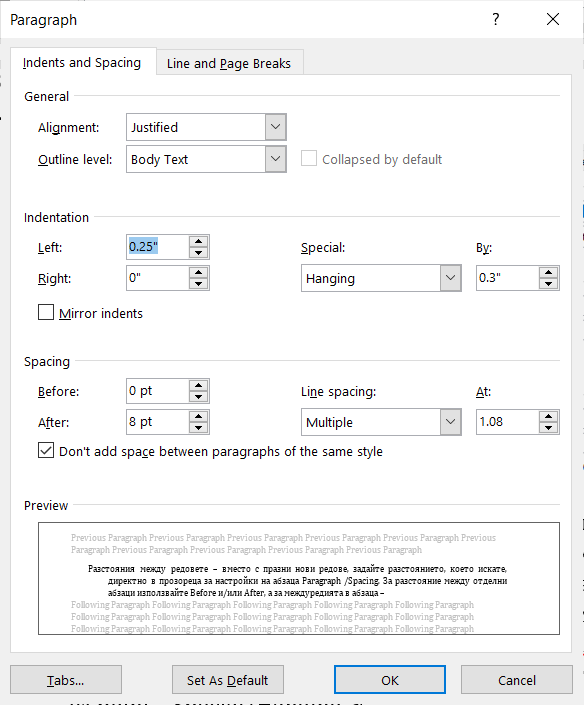 Paragraph ?
Indents and Spacing Line and Page Breaks
General
Alignment: Justified
Outline level: Body Text Collapsed by default
Indentation
Left: 0.25" Special: By:
Right: 0" Hanging 0.3"
Mirror indents
Spacing
Before: 0 pt Line spacing: At:
After: 8 pt Multiple 1.08
Don't add space between paragraphs of the same style
Preview
Previous Paragraph Previous Paragraph Previous Paragraph Previous Paragraph Previous Paragraph Previous
Paragraph Previous Paragraph Previous Paragraph Previous Paragraph Previous Paragraph
Разстояния между редовете – вместо с празни нови редове, задайте разстоянието, което искате,
директно в прозореца за настройки на абзаца Paragraph /Spacing. За разстояние между отделни
абзаци използвайте Before и/или After, а за междуредията в абзаца –
Following Paragraph Following Paragraph Following Paragraph Following Paragraph Following Paragraph
Following Paragraph Following Paragraph Following Paragraph Following Paragraph Following Paragraph
Following Paragraph Following Paragraph Following Paragraph Following Paragraph Following Paragraph
Tabs... Set As Default OK Cancel